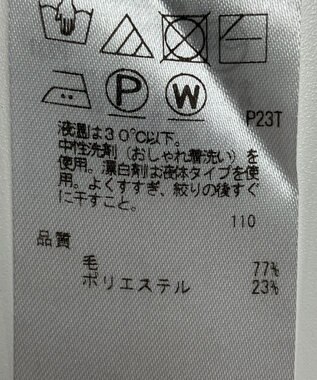 P
W
P23T
液温は30℃以下。
中性洗剤（おしゃれ着洗い）を
使用。漂白剤は液体タイプを使
用。よくすすぎ、絞りの後すぐ
に干すこと。
110
品質
毛 77%
ポリエステル 23%